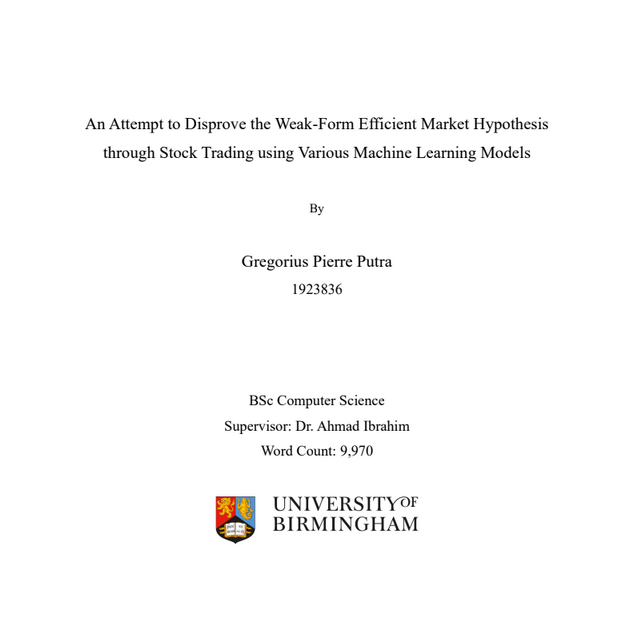 An Attempt to Disprove the Weak-Form Efficient Market Hypothesis
through Stock Trading using Various Machine Learning Models
By
Gregorius Pierre Putra
1923836
BSc Computer Science
Supervisor: Dr. Ahmad Ibrahim
Word Count: 9,970
UNIVERSITY OF
BIRMINGHAM